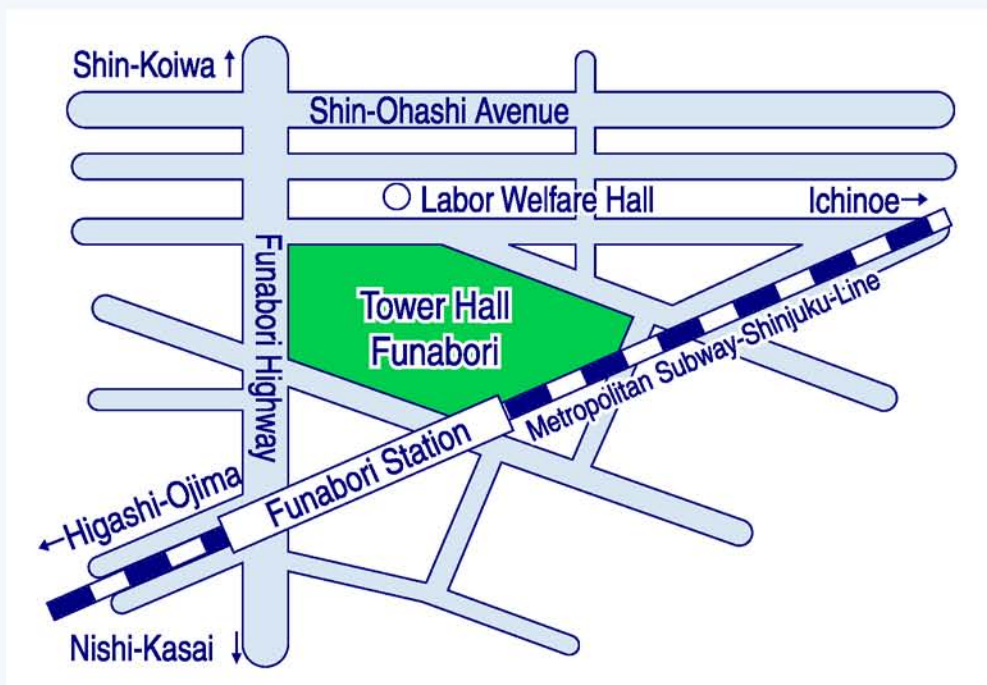 Shin-Koiwa ↑
Shin-Ohashi Avenue
Labor Welfare Hall
Ichinoe→
Funabori Highway
Tower Hall
Funabori
Metropolitan Subway-Shinjuku-Line
Funabori Station
←Higashi-Ojima
Nishi-Kasai ↓